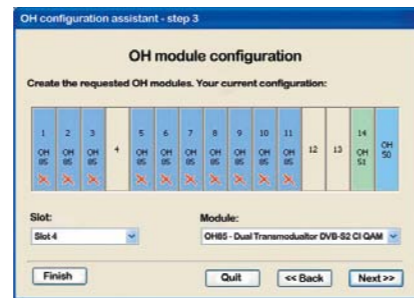 OH configuration assistant - step 3
OH module configuration
Create the requested OH modules. Your current configuration:
1 2 3 4 5 6 7 8 9 10 11 12 13 14
OH OH OH OH OH OH OH OH OH OH OH OH
85 85 85 85 85 85 85 85 85 85 51 50
Slot:
Module:
Slot 4
OH85 - Dual Transmodualtor DVB-S2 CI QAM
Finish
Quit
<< Back
Next >>